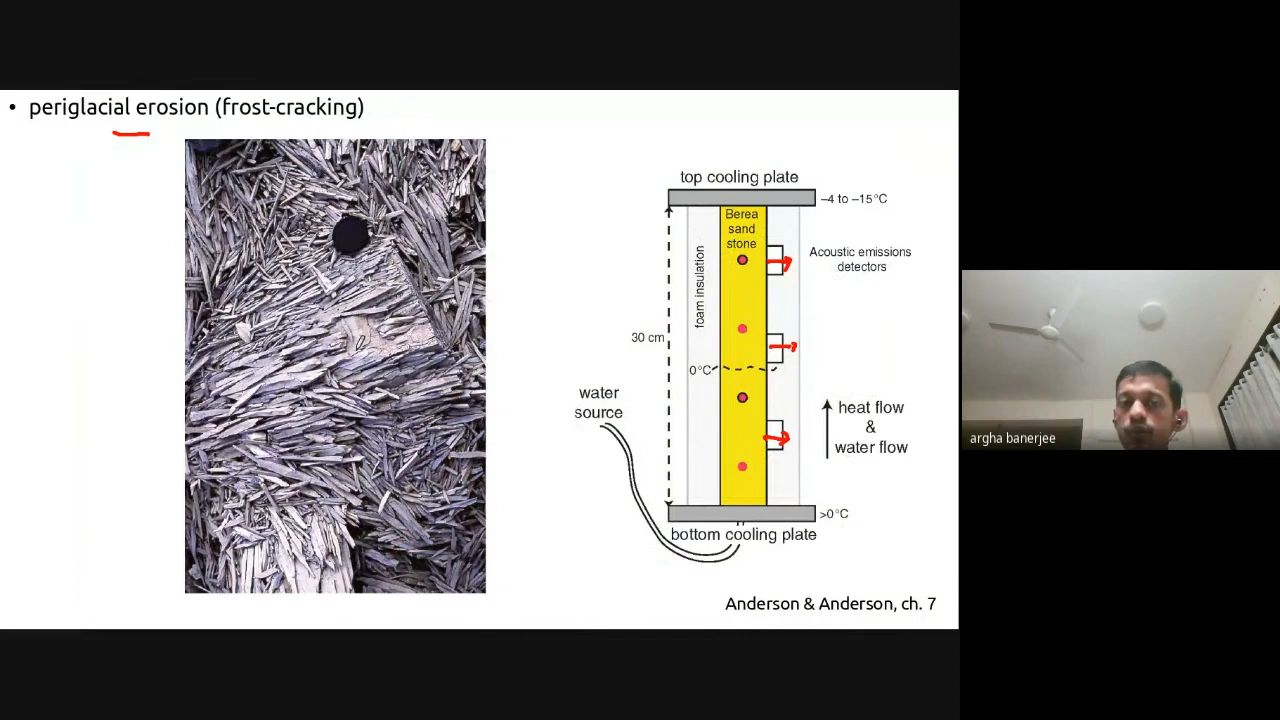 • periglacial erosion (frost-cracking)
top cooling plate
–4 to –15°C
Berea
sand
stone
foam insulation
Acoustic emissions
detectors
30 cm
0°C
water
source
heat flow
&
water flow
>0°C
bottom cooling plate
Anderson & Anderson, ch. 7
argha banerjee